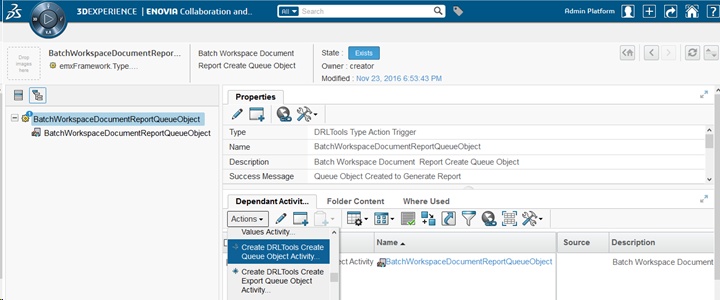 3DEXPERIENCE | ENOVIA Collaboration and..
All
Search
Admin Platform
Drop
images
here
BatchWorkspaceDocumentReport...
emxFramework.Type....
Batch Workspace Document
Report Create Queue Object
State : Exists
Owner : creator
Modified : Nov 23, 2016 6:53:43 PM
BatchWorkspaceDocumentReportQueueObject
BatchWorkspaceDocumentReportQueueObject
Properties
Type DRLTools Type Action Trigger
Name BatchWorkspaceDocumentReportQueueObject
Description Batch Workspace Document Report Create Queue Object
Success Message Queue Object Created to Generate Report
Dependant Activit... Folder Content Where Used
Actions
Values Activity...
Create DRLTools Create
Queue Object Activity...
Create DRLTools Create
Export Queue Object
Activity...
Name Source Description
ject Activity BatchWorkspaceDocumentReportQueueObject Batch Workspace Document